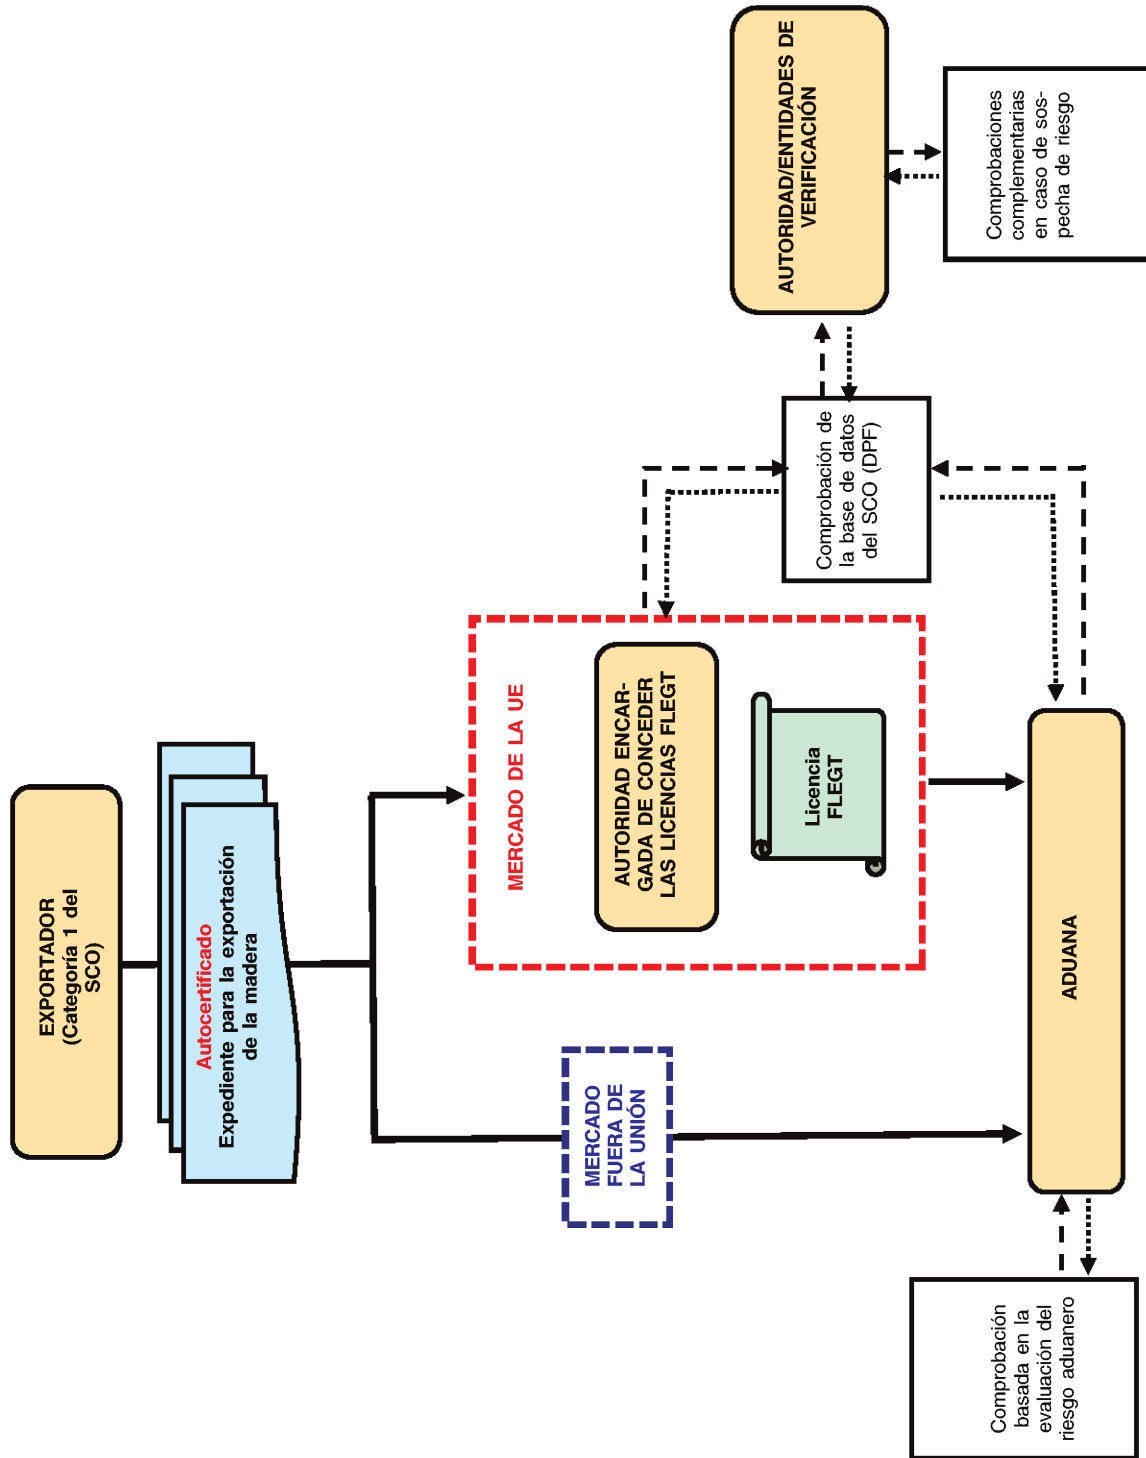 EXPORTADOR
(Categoría 1 del
SCO)
Autocertificado
Expediente para la exportación
de la madera
MERCADO
FUERA DE
LA UNIÓN
MERCADO DE LA UE
AUTORIDAD ENCAR-
GADA DE CONCEDER
LAS LICENCIAS FLEGT
Licencia
FLEGT
Comprobación de
la base de datos
del SCO (DPF)
AUTORIDAD/ENTIDADES DE
VERIFICACIÓN
Comprobaciones
complementarias
en caso de sos-
pecha de riesgo
ADUANA
Comprobación
basada en la
evaluación del
riesgo aduanero